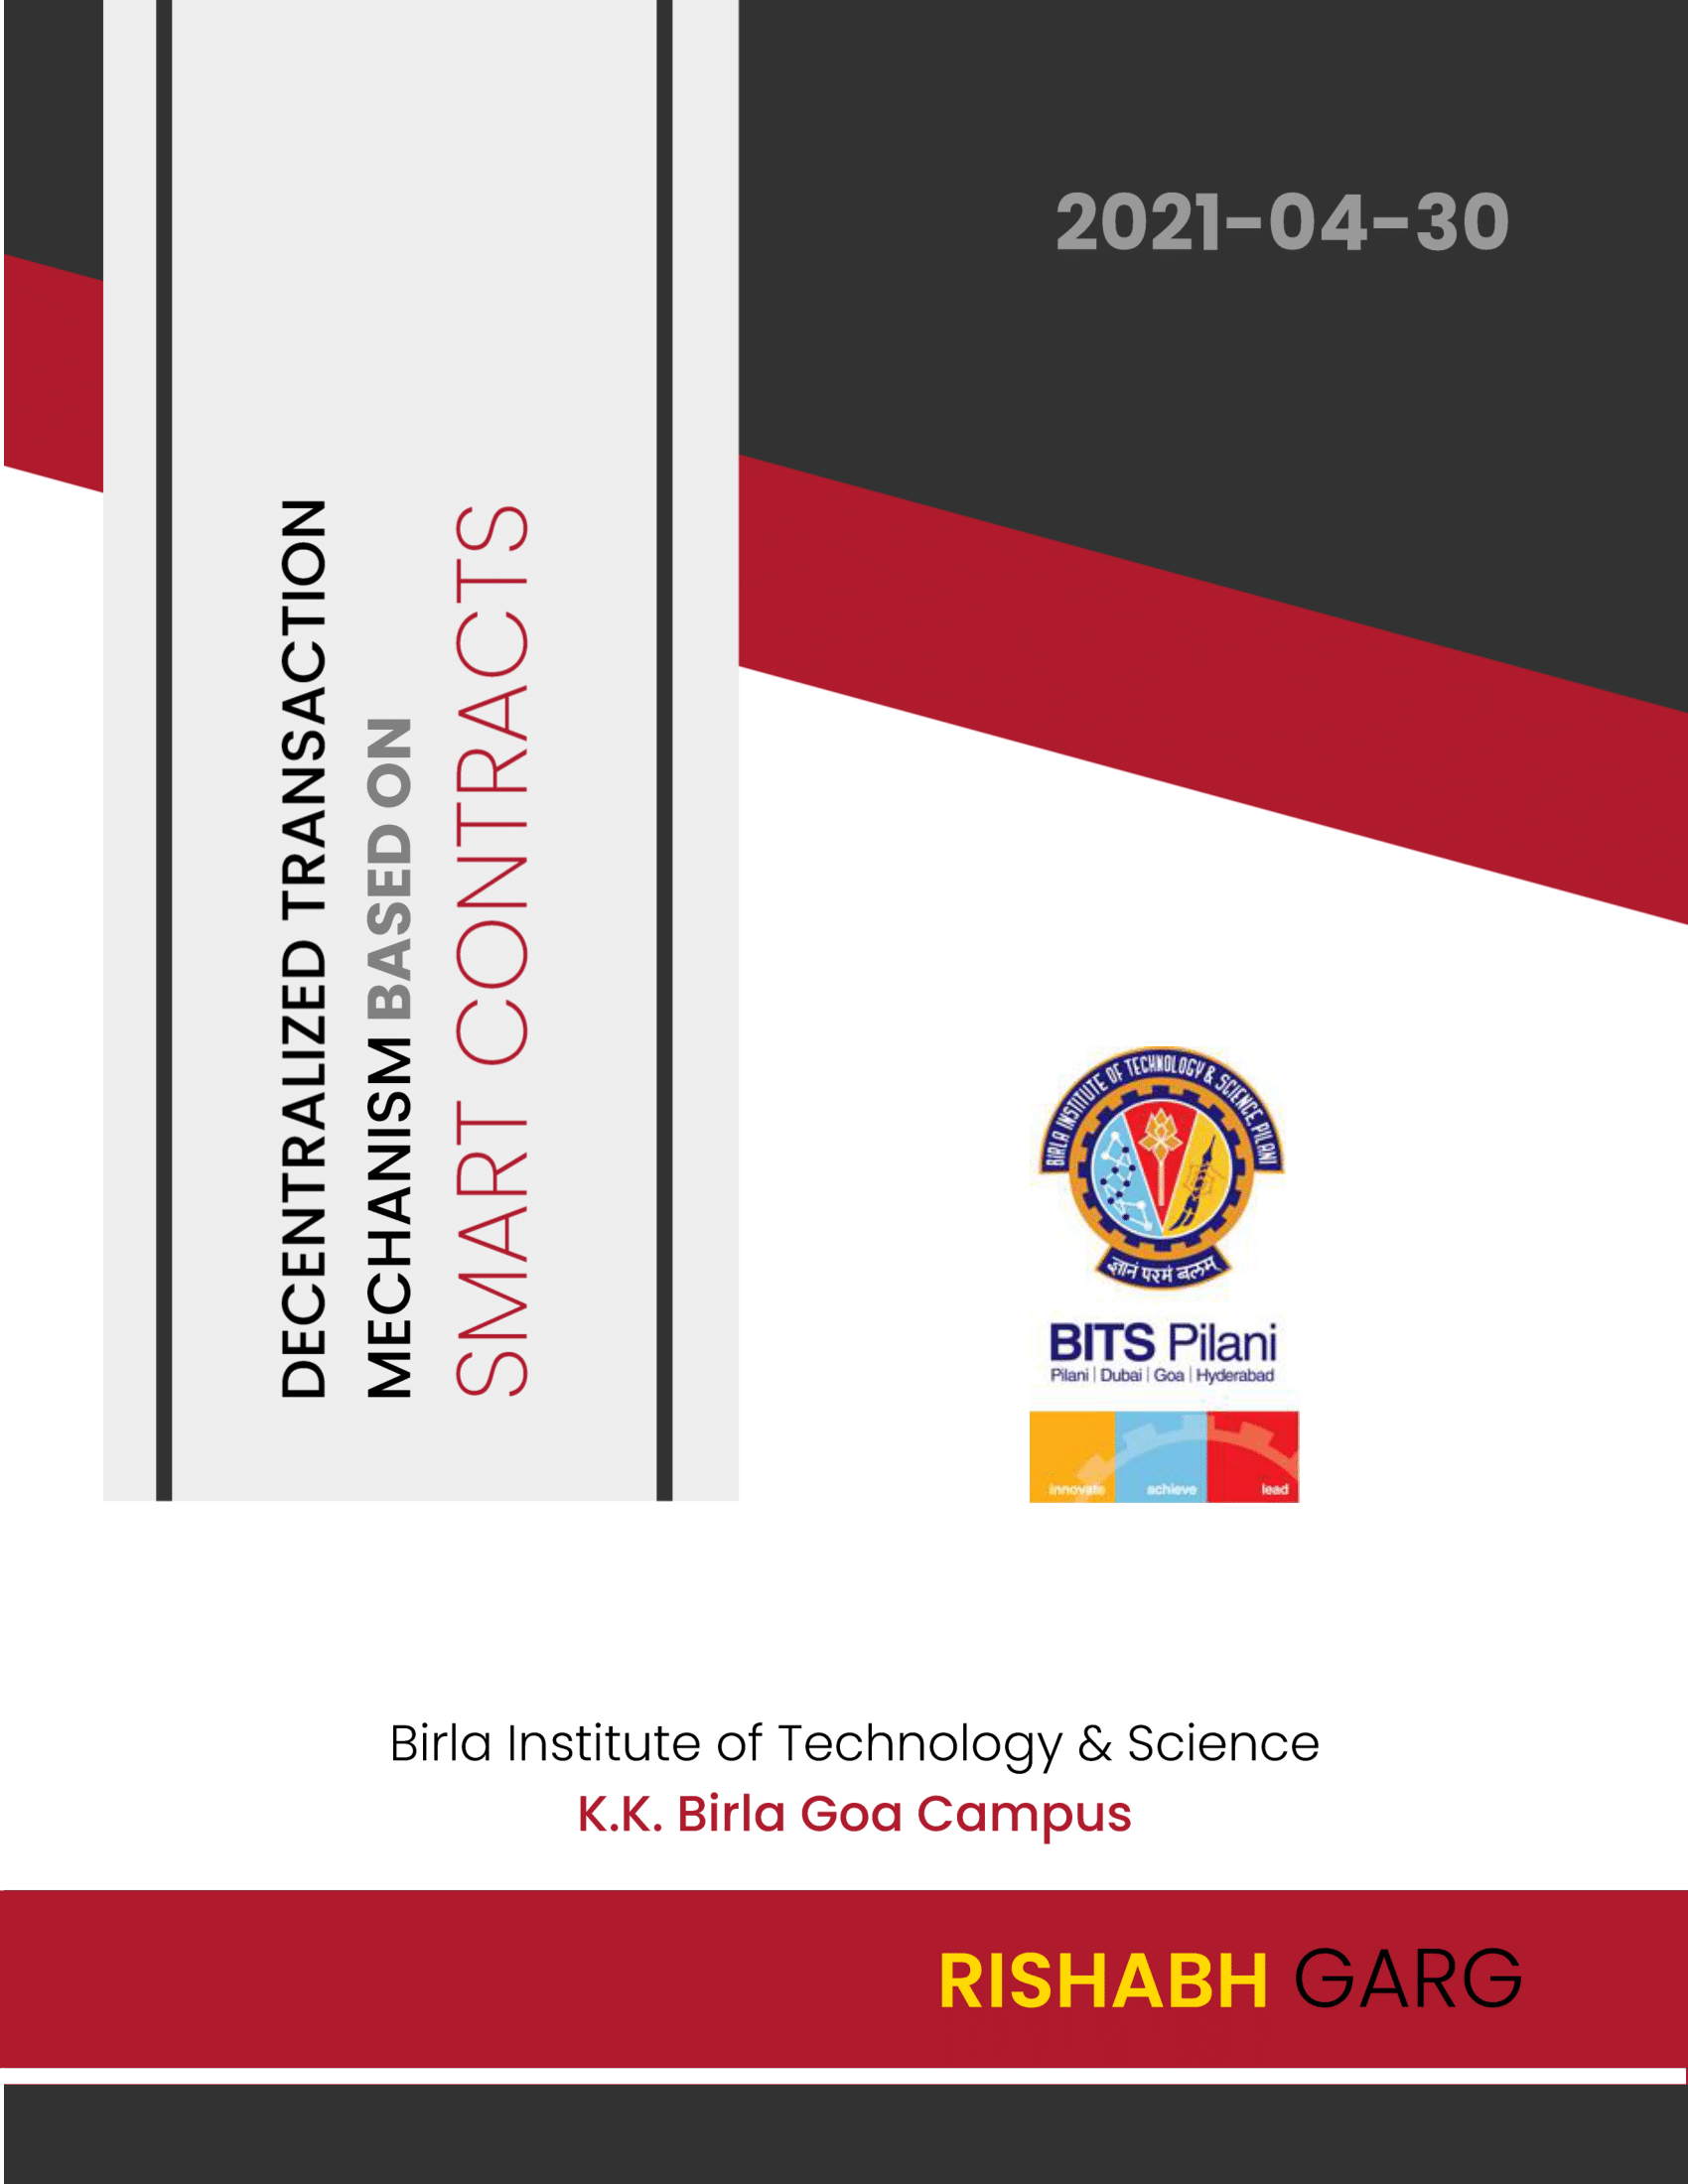 2021-04-30
DECENTRALIZED TRANSACTION
MECHANISM BASED ON
SMART CONTRACTS
BIRLA INSTITUTE OF TECHNOLOGY & SCIENCE, PILANI
ज्ञानं परमं बलम्
BITS Pilani
Pilani | Dubai | Goa | Hyderabad
innovate achieve lead
Birla Institute of Technology & Science
K.K. Birla Goa Campus
RISHABH GARG